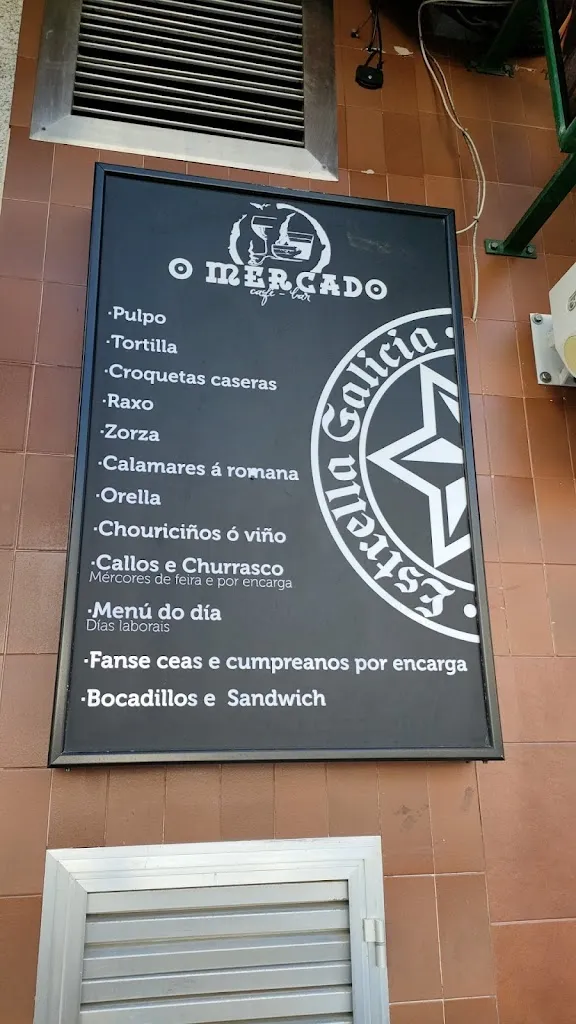 O MERCADO
café - bar
·Pulpo
·Tortilla
·Croquetas caseras
·Raxo
·Zorza
·Calamares á romana
·Orella
·Chouriciños ó viño
·Callos e Churrasco
Mércores de feira e por encarga
·Menú do día
Días laborais
·Fanse ceas e cumpreanos por encarga
·Bocadillos e Sandwich
Estrella Galicia